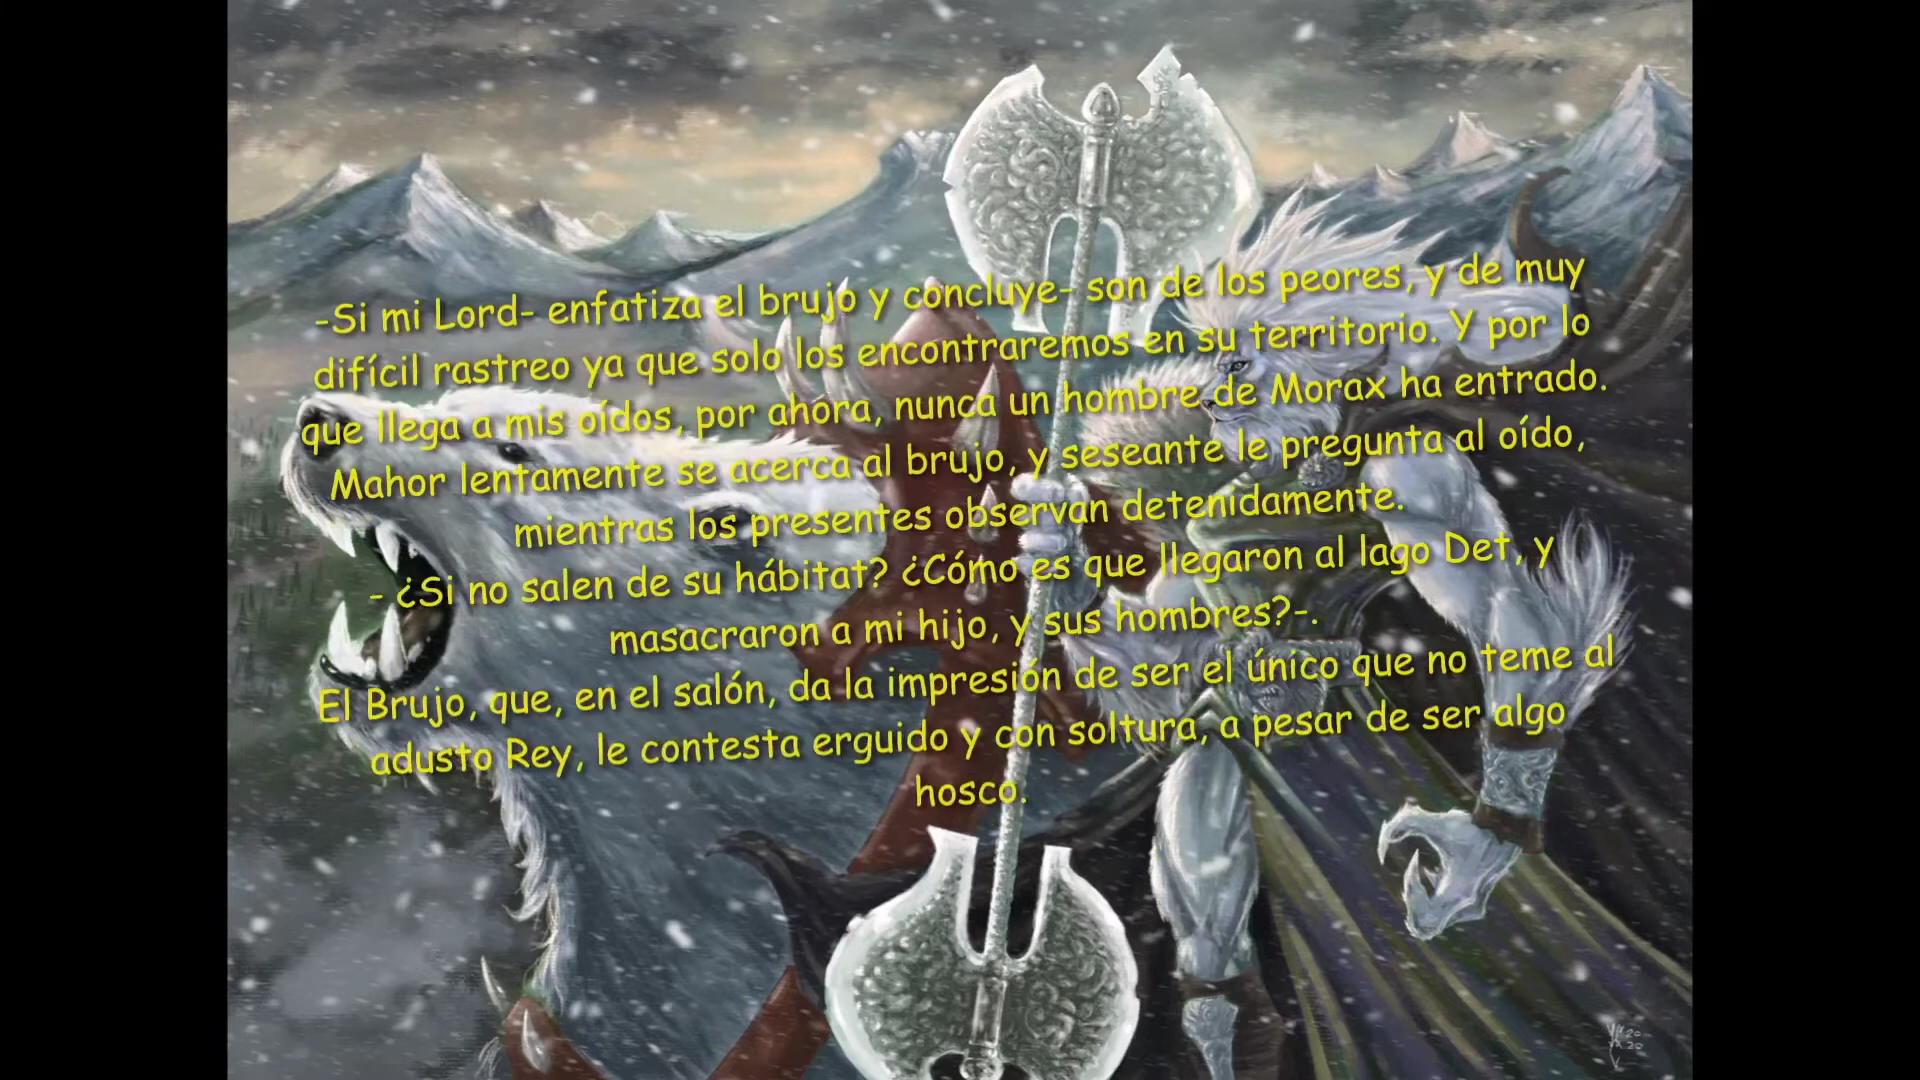 -Si mi Lord- enfatiza el brujo y concluye- son de los peores, y de muy
difícil rastreo ya que solo los encontraremos en su territorio. Y por lo
que llega a mis oídos, por ahora, nunca un hombre de Morax ha entrado.
Mahor lentamente se acerca al brujo, y seseante le pregunta al oído,
mientras los presentes observan detenidamente.
- ¿Si no salen de su hábitat? ¿Cómo es que llegaron al lago Det, y
masacraron a mi hijo, y sus hombres?-.
El Brujo, que, en el salón, da la impresión de ser el único que no teme al
adusto Rey, le contesta erguido y con soltura, a pesar de ser algo
hosco.